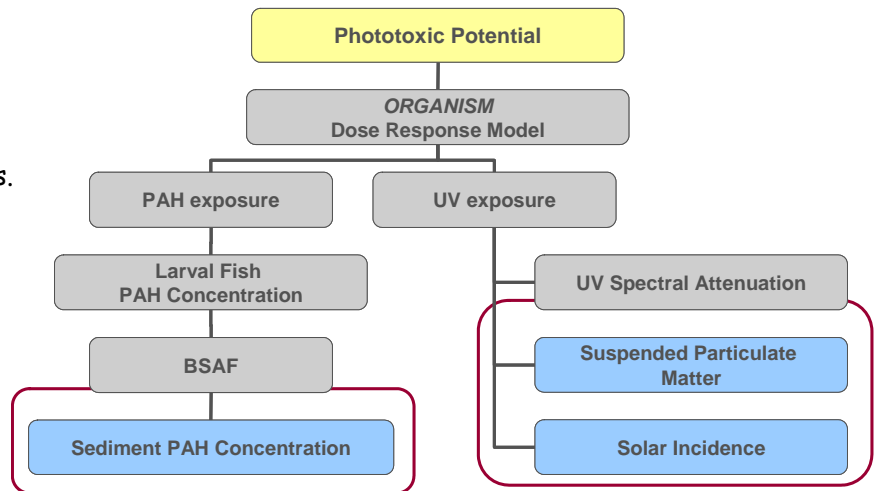 Phototoxic Potential
ORGANISM
Dose Response Model
s.
PAH exposure
UV exposure
Larval Fish
PAH Concentration
UV Spectral Attenuation
BSAF
Suspended Particulate
Matter
Sediment PAH Concentration
Solar Incidence